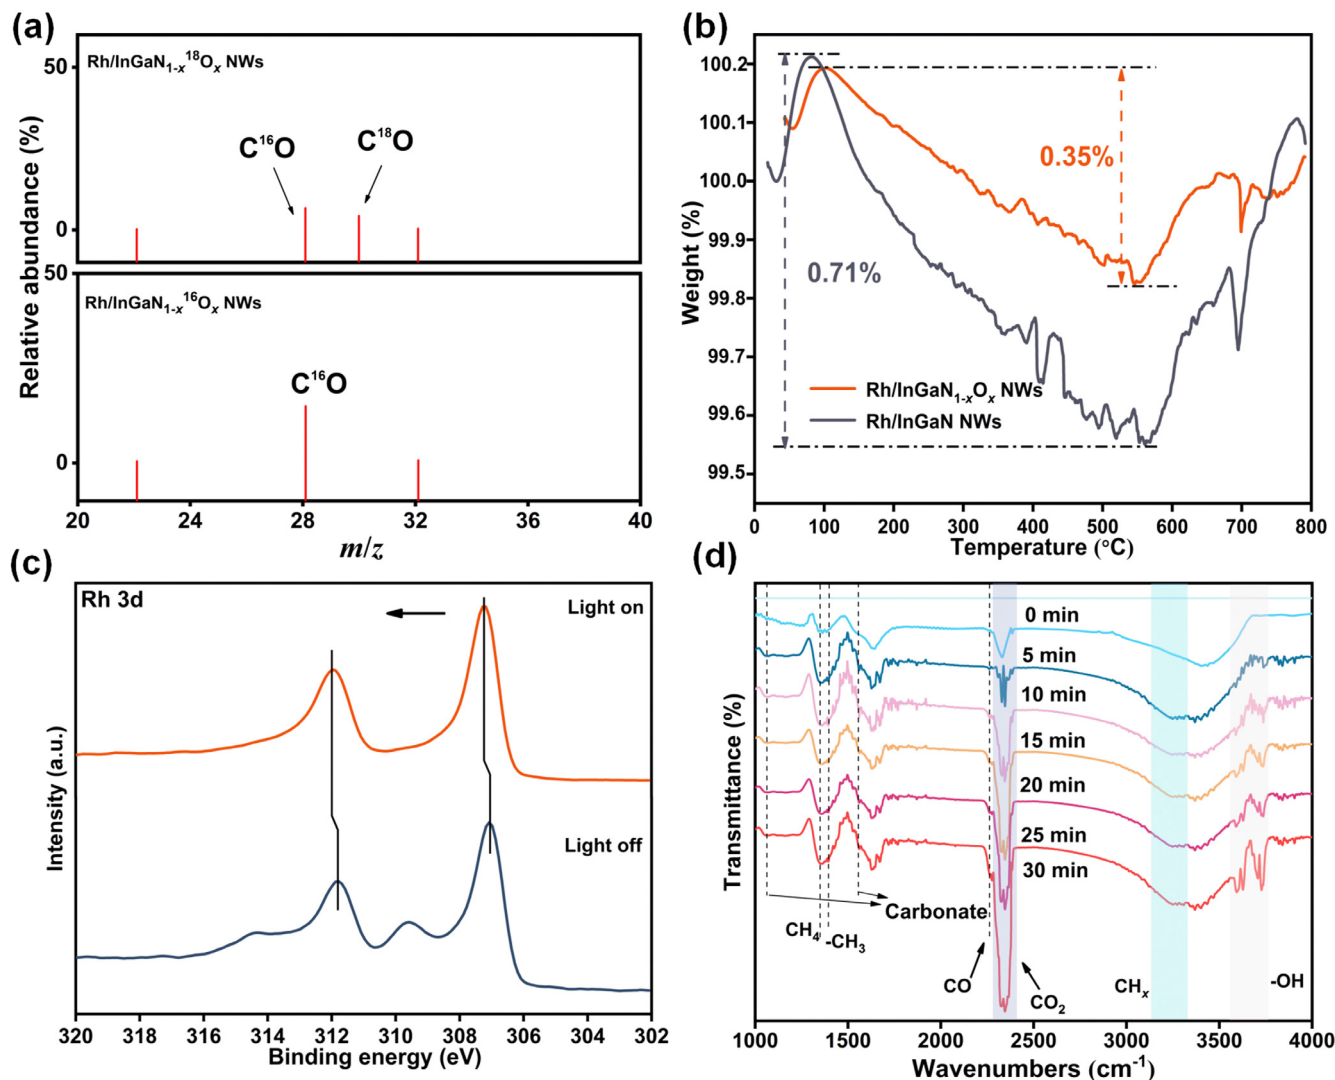 (a)
Relative abundance (%)
50
Rh/InGaN₁₋ₓ¹⁸Oₓ NWs
C¹⁶O
C¹⁸O
0
50
Rh/InGaN₁₋ₓ¹⁶Oₓ NWs
C¹⁶O
0
20 24 28 32 36 40
m/z
(b)
Weight (%)
100.2
100.1
100.0
99.9
99.8
99.7
99.6
99.5
0.35%
0.71%
Rh/InGaN₁₋ₓOₓ NWs
Rh/InGaN NWs
0 100 200 300 400 500 600 700 800
Temperature (°C)
(c)
Intensity (a.u.)
Rh 3d
Light on
Light off
320 318 316 314 312 310 308 306 304 302
Binding energy (eV)
(d)
Transmittance (%)
0 min
5 min
10 min
15 min
20 min
25 min
30 min
Carbonate
CH₄
-CH₃
CO
CO₂
CHₓ
-OH
1000 1500 2000 2500 3000 3500 4000
Wavenumbers (cm⁻¹)